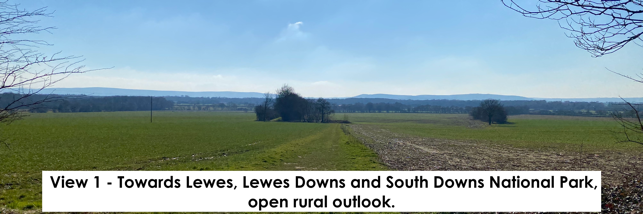 View 1 - Towards Lewes, Lewes Downs and South Downs National Park,
open rural outlook.